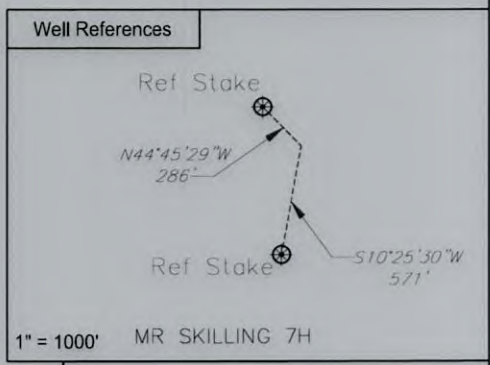 Well References
Ref Stake
N44°45'29"W
286'
S10°25'30"W
571'
Ref Stake
1" = 1000'
MR SKILLING 7H